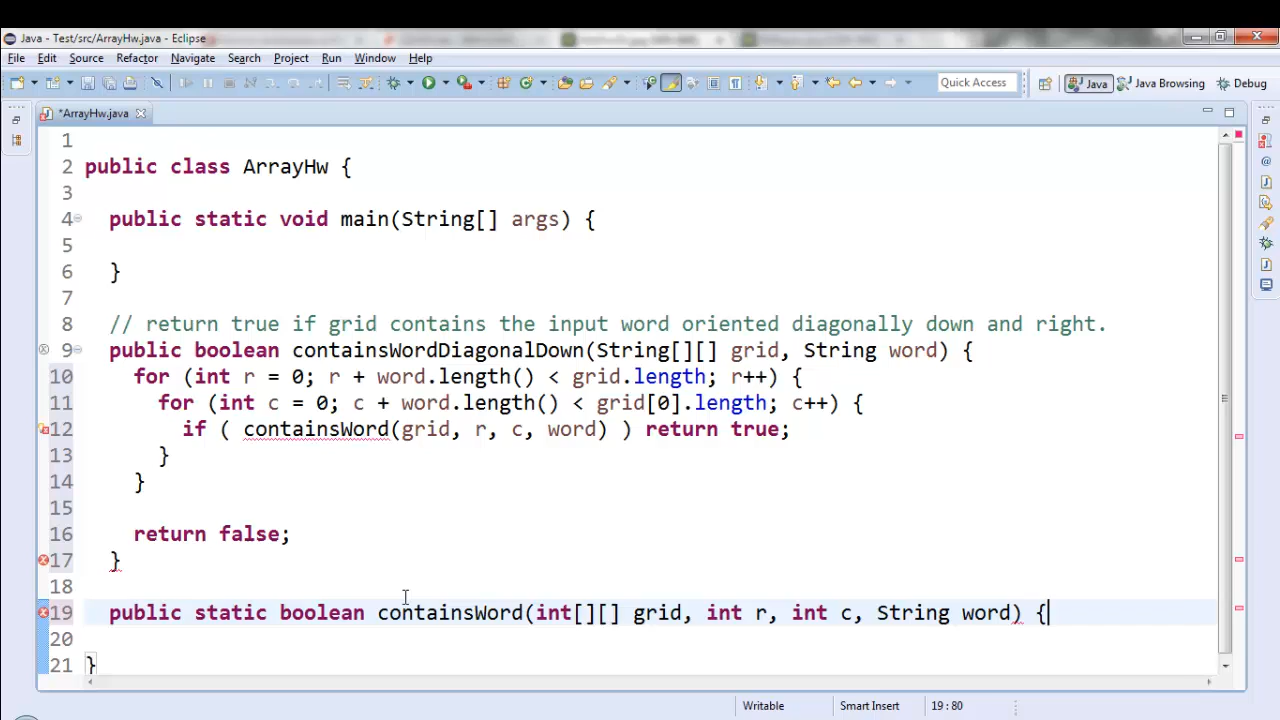 Java - Test/src/ArrayHw.java - Eclipse
File Edit Source Refactor Navigate Search Project Run Window Help
Quick Access Java Java Browsing Debug
*ArrayHw.java
1
2 public class ArrayHw {
3
4 public static void main(String[] args) {
5
6 }
7
8 // return true if grid contains the input word oriented diagonally down and right.
9 public boolean containsWordDiagonalDown(String[][] grid, String word) {
10 for (int r = 0; r + word.length() < grid.length; r++) {
11 for (int c = 0; c + word.length() < grid[0].length; c++) {
12 if ( containsWord(grid, r, c, word) ) return true;
13 }
14 }
15
16 return false;
17 }
18
19 public static boolean containsWord(int[][] grid, int r, int c, String word) {
20
21 }
Writable Smart Insert 19 : 80